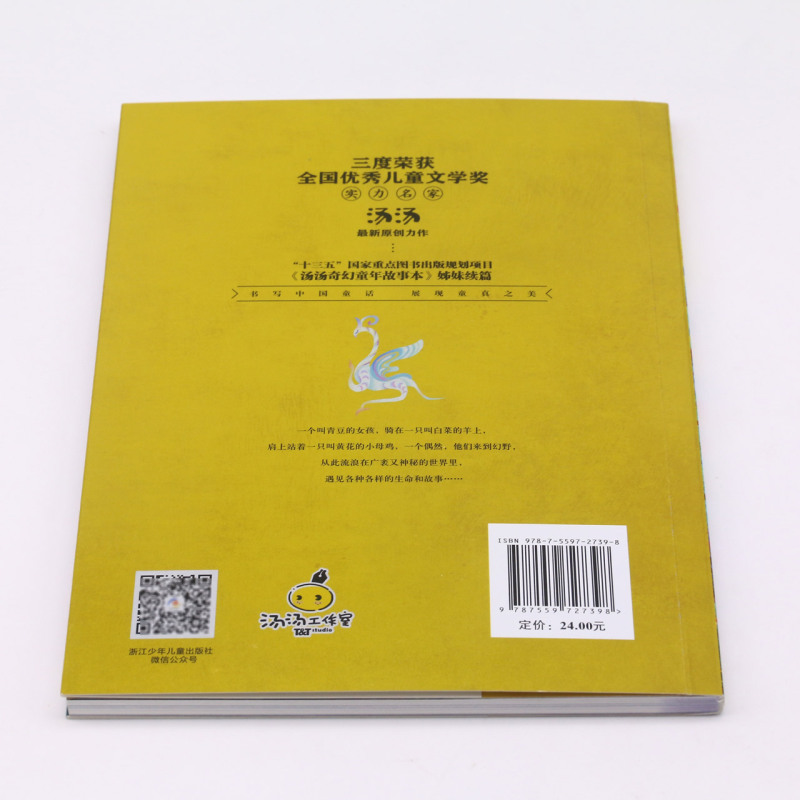 三度荣获
全国优秀儿童文学奖
实力名家
汤汤
最新原创力作
⋮
“十三五”国家重点图书出版规划项目
《汤汤奇幻童年故事本》姊妹续篇
书写中国童话 展现童真之美
一个叫青豆的女孩，骑在一只叫白菜的羊上，
肩上站着一只叫黄花的小母鸡，一个偶然，他们来到幻野，
从此流浪在广袤又神秘的世界里，
遇见各种各样的生命和故事……
ISBN 978-7-5597-2739-8
9 787559 727398 >
定价：24.00元
汤汤工作室
T&T studio
浙江少年儿童出版社
微信公众号